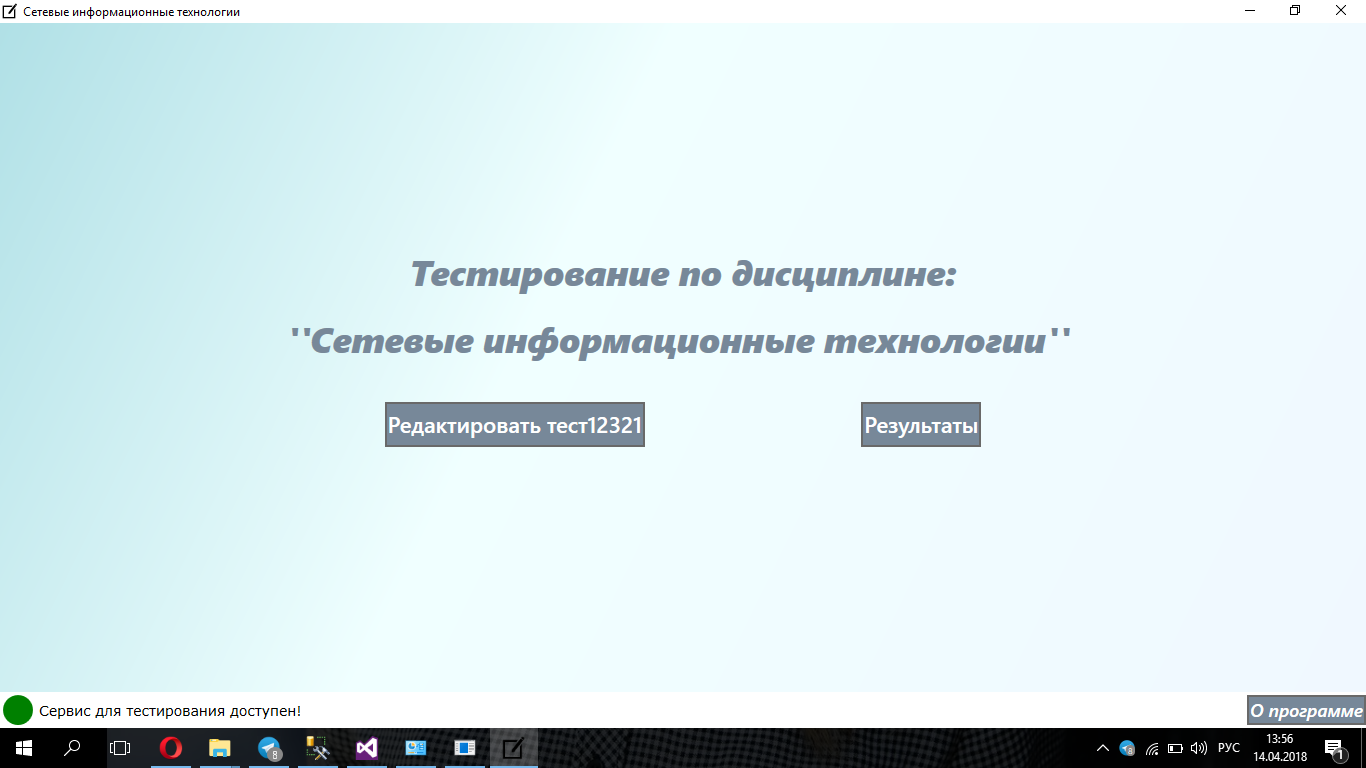 Сетевые информационные технологии
Тестирование по дисциплине:
''Сетевые информационные технологии''
Редактировать тест12321
Результаты
Сервис для тестирования доступен!
О программе
8
8
РУС
13:56
14.04.2018
1